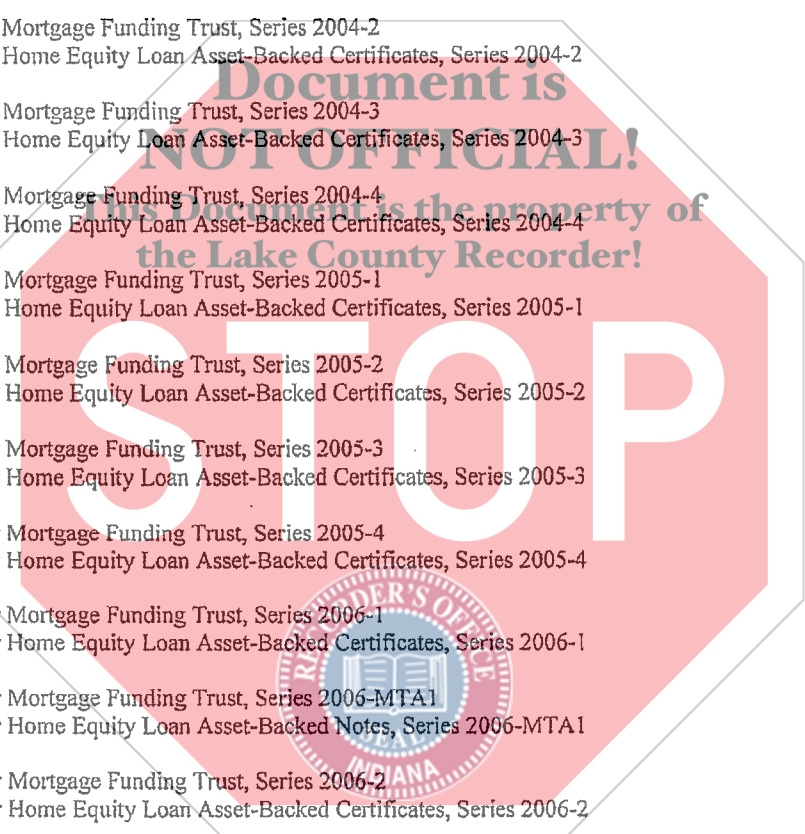 Mortgage Funding Trust, Series 2004-2
Home Equity Loan Asset-Backed Certificates, Series 2004-2
Document is
Mortgage Funding Trust, Series 2004-3
Home Equity Loan Asset-Backed Certificates, Series 2004-3
NOT OFFICIAL!
Mortgage Funding Trust, Series 2004-4
Home Equity Loan Asset-Backed Certificates, Series 2004-4
This Document is the property of
the Lake County Recorder!
Mortgage Funding Trust, Series 2005-1
Home Equity Loan Asset-Backed Certificates, Series 2005-1
STOP
Mortgage Funding Trust, Series 2005-2
Home Equity Loan Asset-Backed Certificates, Series 2005-2
Mortgage Funding Trust, Series 2005-3
Home Equity Loan Asset-Backed Certificates, Series 2005-3
Mortgage Funding Trust, Series 2005-4
Home Equity Loan Asset-Backed Certificates, Series 2005-4
Mortgage Funding Trust, Series 2006-1
Home Equity Loan Asset-Backed Certificates, Series 2006-1
Mortgage Funding Trust, Series 2006-MTA1
Home Equity Loan Asset-Backed Notes, Series 2006-MTA1
Mortgage Funding Trust, Series 2006-2
Home Equity Loan Asset-Backed Certificates, Series 2006-2
RECORDER'S OFFICE
SEAL
INDIANA